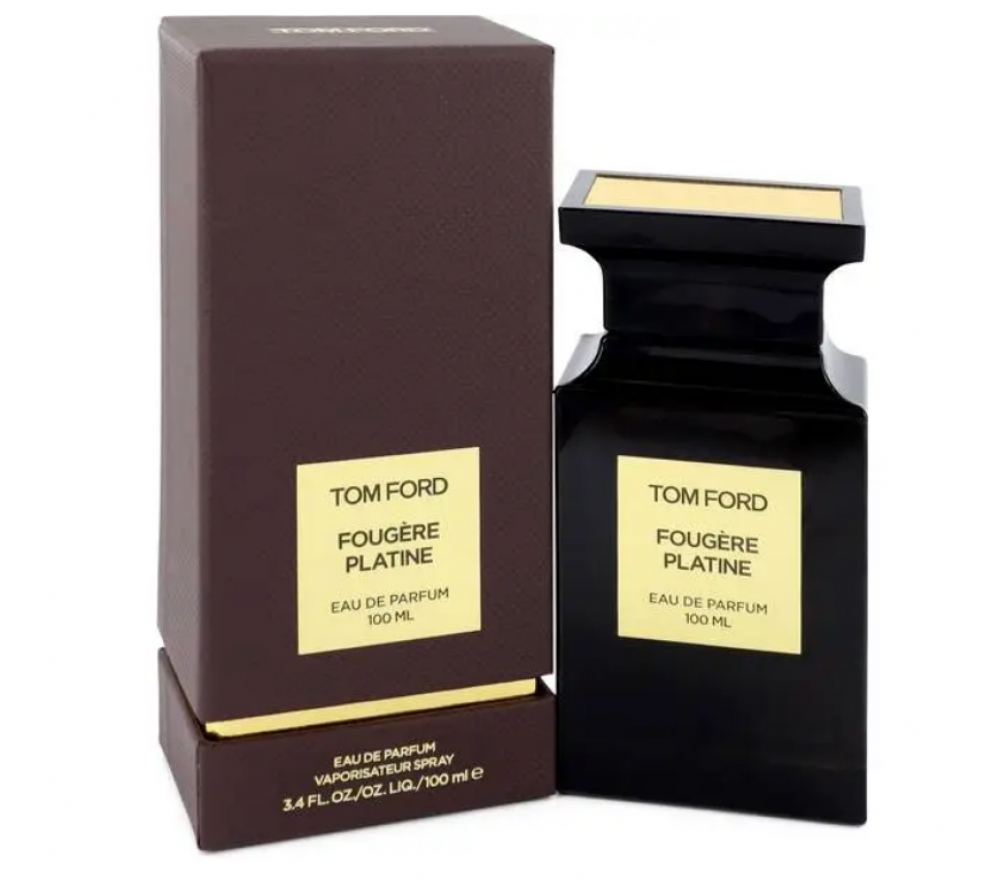 TOM FORD
TOM FORD
FOUGÈRE
PLATINE
EAU DE PARFUM
100 ML
EAU DE PARFUM
VAPORISATEUR SPRAY
3.4 FL. OZ./OZ. LIQ./100 ml ℮
TOM FORD
FOUGÈRE
PLATINE
EAU DE PARFUM
100 ML